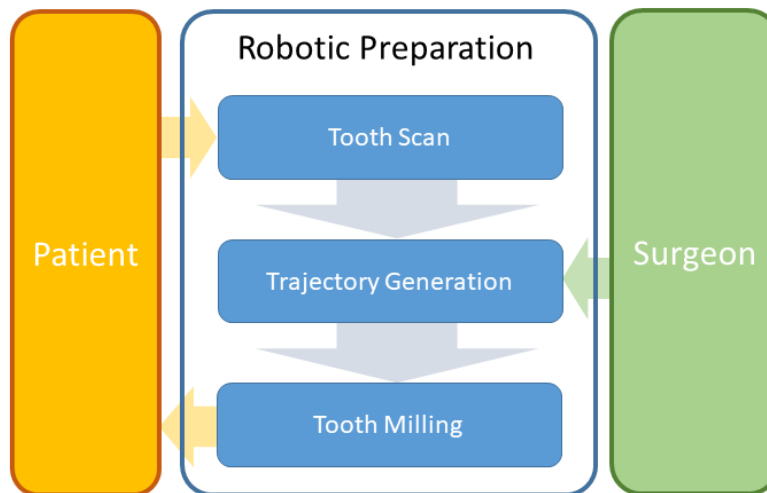 Robotic Preparation
Tooth Scan
Patient
Trajectory Generation
Surgeon
Tooth Milling